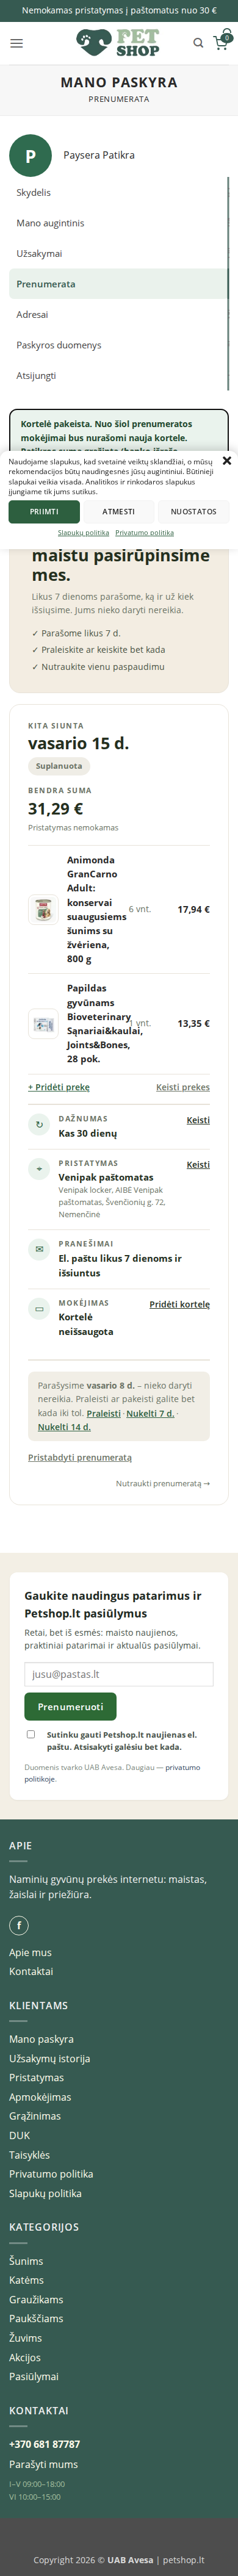 Nemokamas pristatymas į paštomatus nuo 30 €
PET
SHOP
0
MANO PASKYRA
PRENUMERATA
P
Paysera Patikra
Skydelis
Mano augintinis
Užsakymai
Prenumerata
Adresai
Paskyros duomenys
Atsijungti
Kortelė pakeista. Nuo šiol prenumeratos
mokėjimai bus nurašomi nauja kortele.
Naudojame slapukus, kad svetainė veiktų sklandžiai, o mūsų
rekomendacijos būtų naudingesnės jūsų augintiniui. Būtinieji
slapukai veikia visada. Analitika ir rodoma slapukams
įjungiame tik jums sutikus.
PRIIMTI
ATMESTI
NUOSTATOS
Slapukų politika
Privatumo politika
maistu pasirūpinsime
mes.
Likus 7 dienoms parašome, ką ir už kiek
išsiųsime. Jums nieko daryti nereikia.
✓ Parašome likus 7 d.
✓ Praleiskite ar keiskite bet kada
✓ Nutraukite vienu paspaudimu
KITA SIUNTA
vasario 15 d.
Suplanuota
BENDRA SUMA
31,29 €
Pristatymas nemokamas
Animonda
GranCarno
Adult:
konservai
suaugusiems
šunims su
žvėriena,
800 g
6 vnt.
17,94 €
Papildas
gyvūnams
Bioveterinary
Sąnariai&kaulai,
Joints&Bones,
28 pok.
1 vnt.
13,35 €
+ Pridėti prekę
Keisti prekes
DAŽNUMAS
Kas 30 dienų
Keisti
PRISTATYMAS
Venipak paštomatas
Venipak locker, AIBĖ Venipak
paštomatas, Švenčionių g. 72,
Nemenčinė
Keisti
PRANEŠIMAI
El. paštu likus 7 dienoms ir
išsiuntus
MOKĖJIMAS
Kortelė
neišsaugota
Pridėti kortelę
Parašysime vasario 8 d. – nieko daryti
nereikia. Praleisti ar pakeisti galite bet
kada iki tol. Praleisti · Nukelti 7 d. ·
Nukelti 14 d.
Pristabdyti prenumeratą
Nutraukti prenumeratą →
Gaukite naudingus patarimus ir
Petshop.lt pasiūlymus
Retai, bet iš esmės: maisto naujienos,
praktiniai patarimai ir aktualūs pasiūlymai.
jusu@pastas.lt
Prenumeruoti
Sutinku gauti Petshop.lt naujienas el.
paštu. Atsisakyti galėsiu bet kada.
Duomenis tvarko UAB Avesa. Daugiau — privatumo
politikoje.
APIE
Naminių gyvūnų prekės internetu: maistas,
žaislai ir priežiūra.
f
Apie mus
Kontaktai
KLIENTAMS
Mano paskyra
Užsakymų istorija
Pristatymas
Apmokėjimas
Grąžinimas
DUK
Taisyklės
Privatumo politika
Slapukų politika
KATEGORIJOS
Šunims
Katėms
Graužikams
Paukščiams
Žuvims
Akcijos
Pasiūlymai
KONTAKTAI
+370 681 87787
Parašyti mums
I–V 09:00–18:00
VI 10:00–15:00
Copyright 2026 © UAB Avesa | petshop.lt